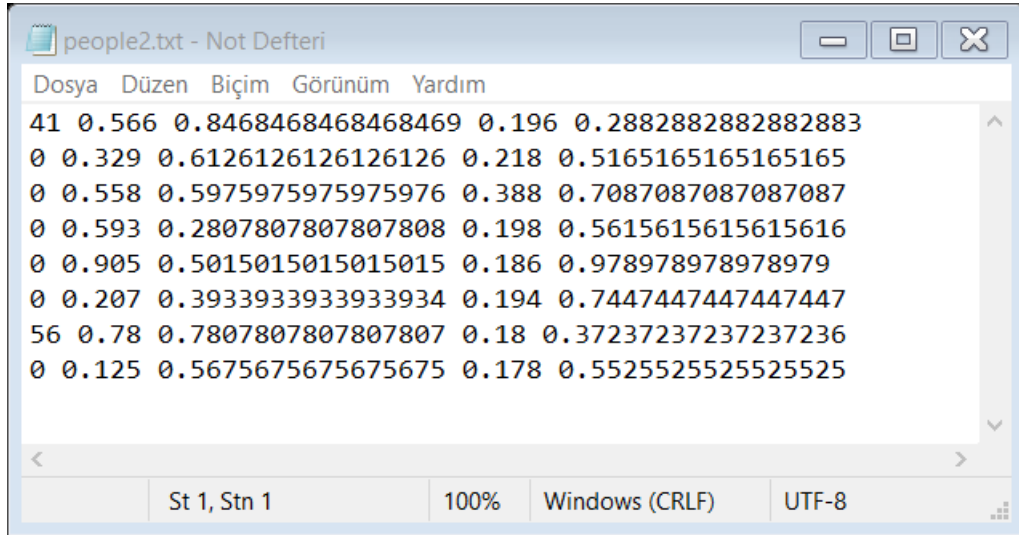 people2.txt - Not Defteri
Dosya Düzen Biçim Görünüm Yardım
41 0.566 0.8468468468468469 0.196 0.2882882882882883
0 0.329 0.6126126126126126 0.218 0.5165165165165165
0 0.558 0.5975975975975976 0.388 0.7087087087087087
0 0.593 0.2807807807807808 0.198 0.5615615615615616
0 0.905 0.5015015015015015 0.186 0.978978978978979
0 0.207 0.3933933933933934 0.194 0.7447447447447447
56 0.78 0.7807807807807807 0.18 0.37237237237237236
0 0.125 0.5675675675675675 0.178 0.5525525525525525
St 1, Stn 1 100% Windows (CRLF) UTF-8